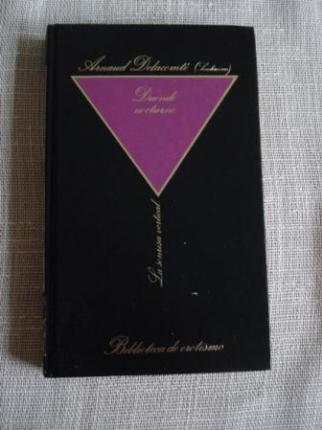 Arnaud Delacomté
Duende
nocturno
La sonrisa vertical
Biblioteca de erotismo